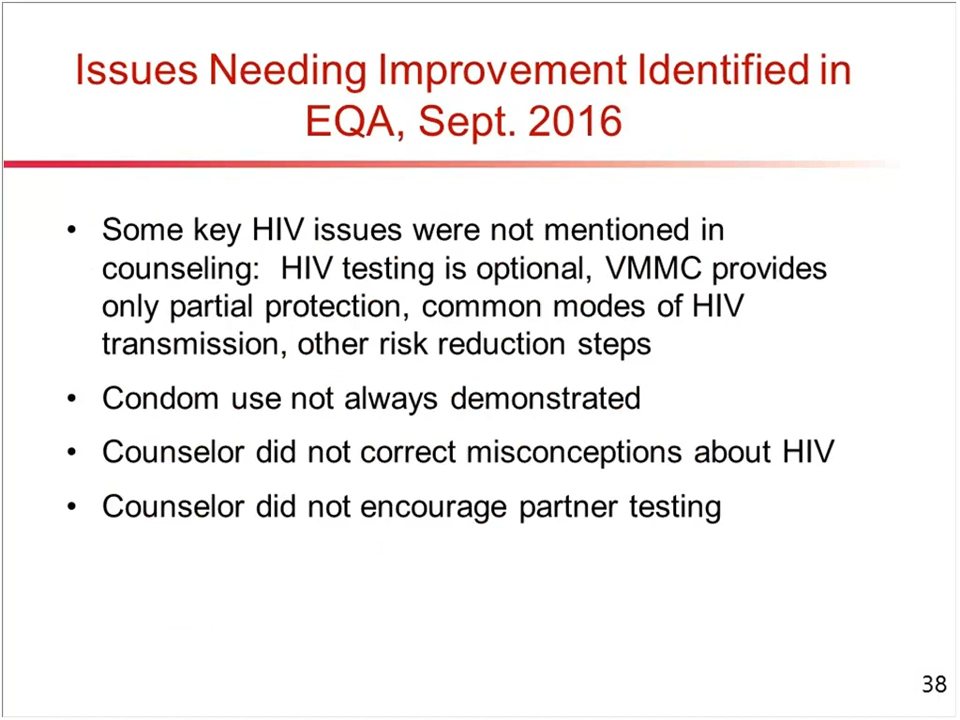 Issues Needing Improvement Identified in
EQA, Sept. 2016
• Some key HIV issues were not mentioned in
counseling:  HIV testing is optional, VMMC provides
only partial protection, common modes of HIV
transmission, other risk reduction steps
• Condom use not always demonstrated
• Counselor did not correct misconceptions about HIV
• Counselor did not encourage partner testing
38